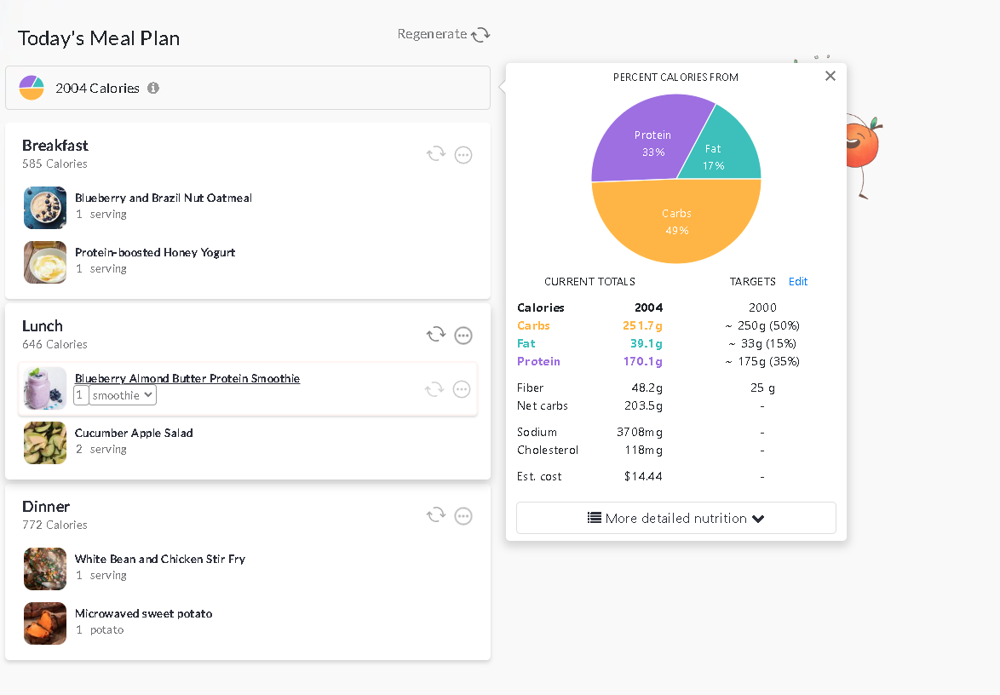 Today's Meal Plan
Regenerate
2004 Calories
Breakfast
585 Calories
Blueberry and Brazil Nut Oatmeal
1 serving
Protein-boosted Honey Yogurt
1 serving
Lunch
646 Calories
Blueberry Almond Butter Protein Smoothie
1 smoothie
Cucumber Apple Salad
2 serving
Dinner
772 Calories
White Bean and Chicken Stir Fry
1 serving
Microwaved sweet potato
1 potato
PERCENT CALORIES FROM
Protein
33%
Fat
17%
Carbs
49%
CURRENT TOTALS TARGETS Edit
Calories 2004 2000
Carbs 251.7g ~ 250g (50%)
Fat 39.1g ~ 33g (15%)
Protein 170.1g ~ 175g (35%)
Fiber 48.2g 25 g
Net carbs 203.5g -
Sodium 3708mg -
Cholesterol 118mg -
Est. cost $14.44 -
More detailed nutrition